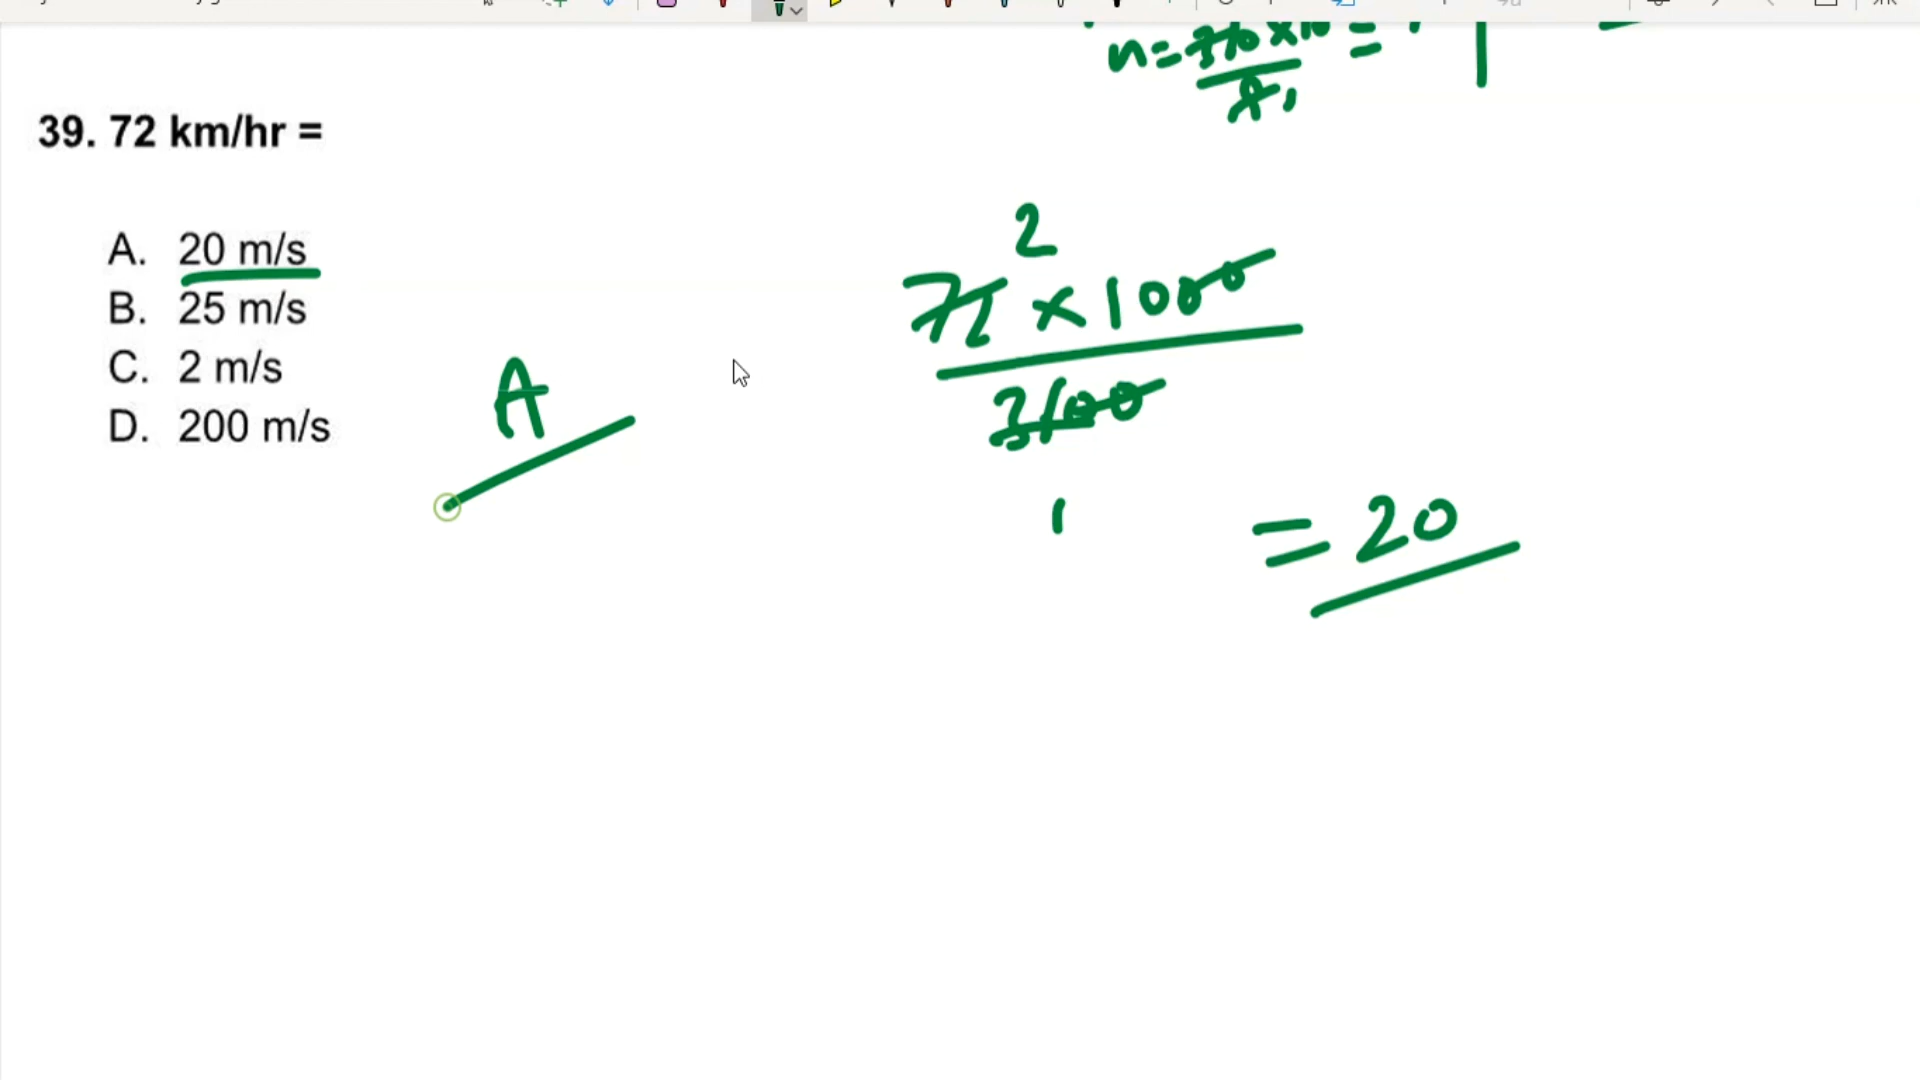 n =
39. 72 km/hr =
A. 20 m/s
B. 25 m/s
C. 2 m/s
D. 200 m/s
A
2
72 x 1000
3600
1
= 20